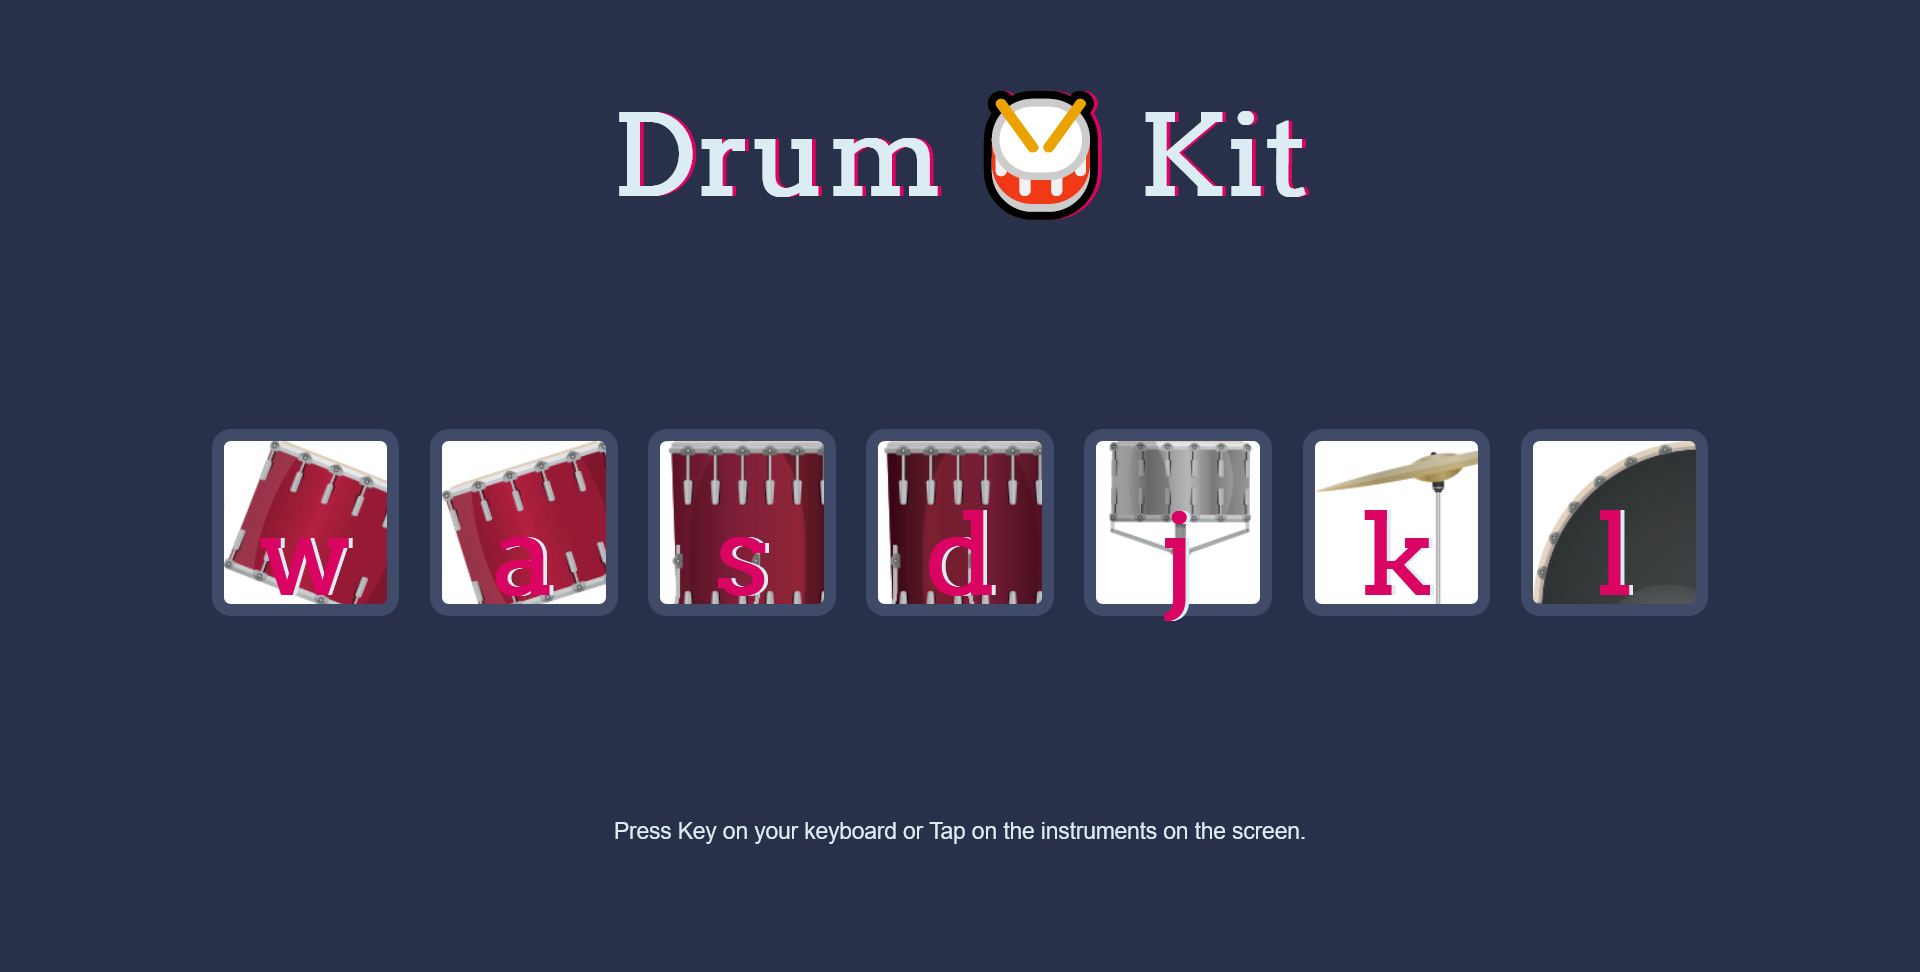 Drum Kit
w a s d j k l
Press Key on your keyboard or Tap on the instruments on the screen.